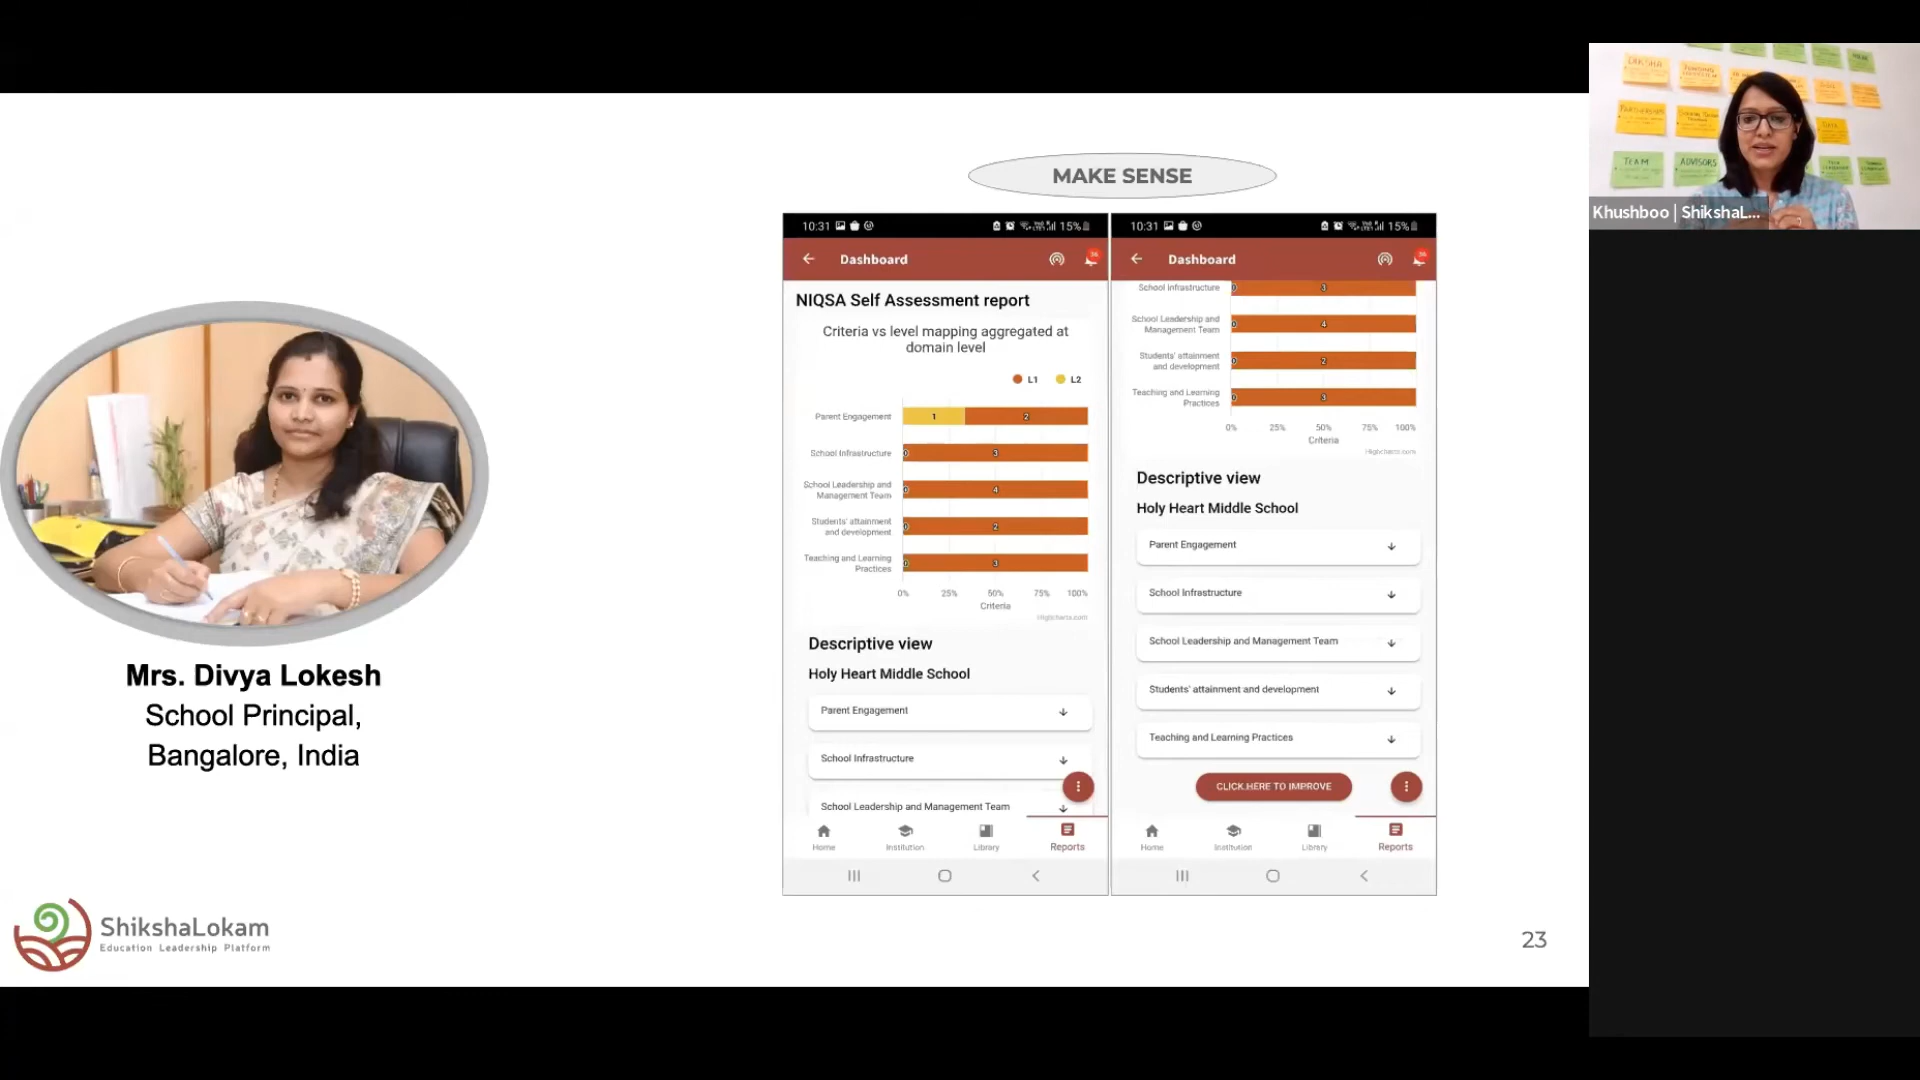 MAKE SENSE
10:31
15%
Dashboard
36
NIQSA Self Assessment report
Criteria vs level mapping aggregated at
domain level
L1
L2
Parent Engagement
1
2
School Infrastructure
0
3
School Leadership and
Management Team
0
4
Students' attainment
and development
0
2
Teaching and Learning
Practices
0
3
0%
25%
50%
75%
100%
Criteria
Highcharts.com
Descriptive view
Holy Heart Middle School
Parent Engagement
School Infrastructure
School Leadership and Management Team
Home
Institution
Library
Reports
10:31
15%
Dashboard
36
School Infrastructure
0
3
School Leadership and
Management Team
0
4
Students' attainment
and development
0
2
Teaching and Learning
Practices
0
3
0%
25%
50%
75%
100%
Criteria
Highcharts.com
Descriptive view
Holy Heart Middle School
Parent Engagement
School Infrastructure
School Leadership and Management Team
Students' attainment and development
Teaching and Learning Practices
CLICK HERE TO IMPROVE
Home
Institution
Library
Reports
Mrs. Divya Lokesh
School Principal,
Bangalore, India
ShikshaLokam
Education Leadership Platform
23
DIKSHA
TEAM
ADVISORS
DATA
Khushboo | ShikshaL...